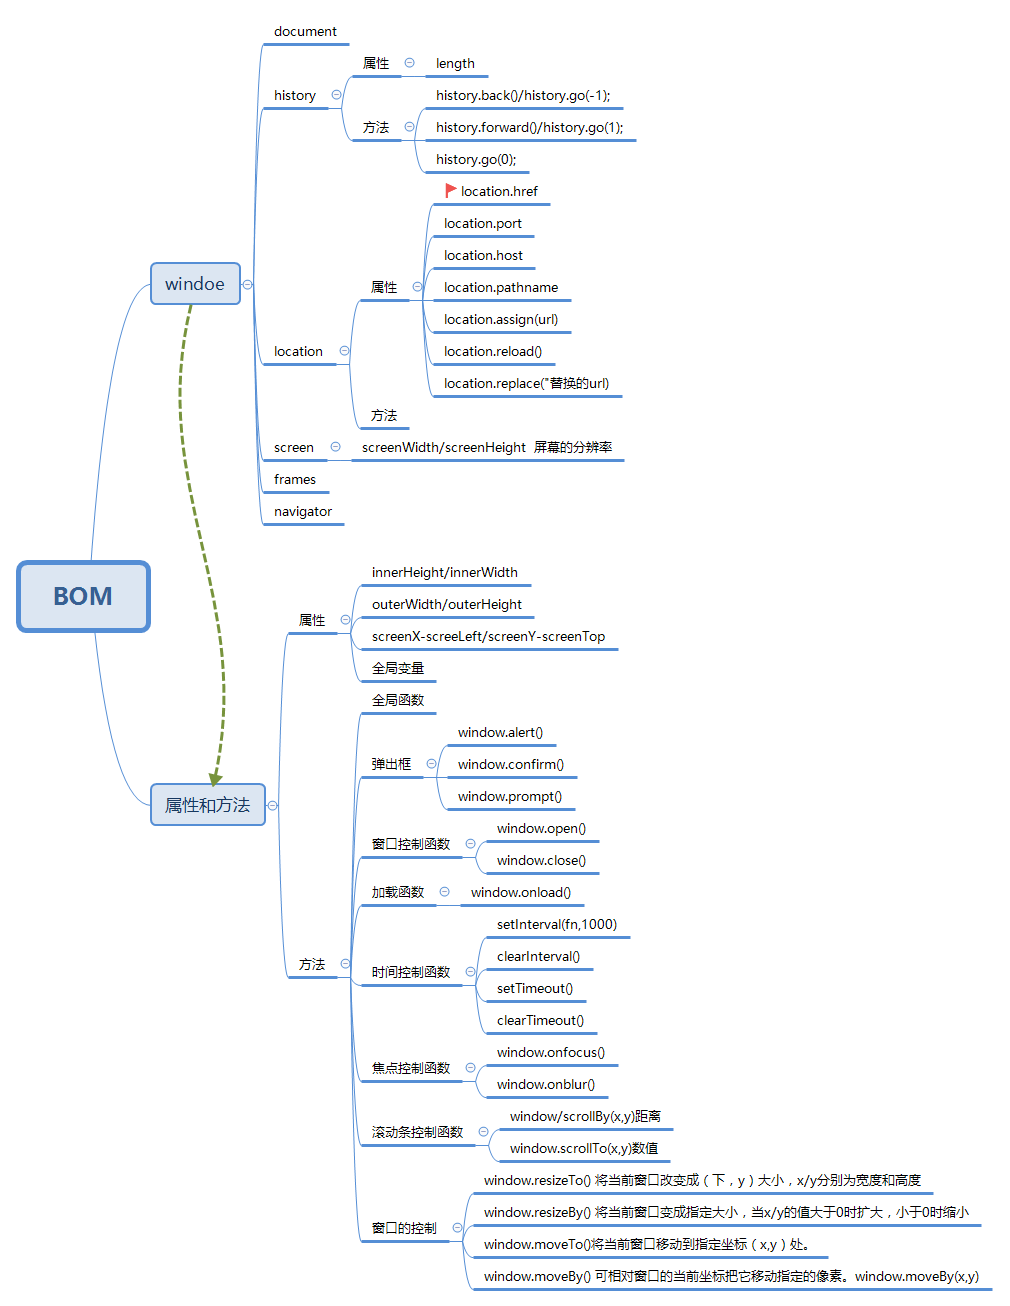 document
属性
length
history
history.back()/history.go(-1);
方法
history.forward()/history.go(1);
history.go(0);
location.href
location.port
location.host
windoe
属性
location.pathname
location.assign(url)
location
location.reload()
location.replace("替换的url)
方法
screen
screenWidth/screenHeight 屏幕的分辨率
frames
navigator
BOM
innerHeight/innerWidth
属性
outerWidth/outerHeight
screenX-screeLeft/screenY-screenTop
全局变量
全局函数
window.alert()
弹出框
window.confirm()
window.prompt()
属性和方法
窗口控制函数
window.open()
window.close()
加载函数
window.onload()
setInterval(fn,1000)
方法
clearInterval()
时间控制函数
setTimeout()
clearTimeout()
焦点控制函数
window.onfocus()
window.onblur()
window/scrollBy(x,y)距离
滚动条控制函数
window.scrollTo(x,y)数值
window.resizeTo() 将当前窗口改变成（下，y）大小，x/y分别为宽度和高度
window.resizeBy() 将当前窗口变成指定大小，当x/y的值大于0时扩大，小于0时缩小
窗口的控制
window.moveTo()将当前窗口移动到指定坐标（x,y）处。
window.moveBy() 可相对窗口的当前坐标把它移动指定的像素。window.moveBy(x,y)